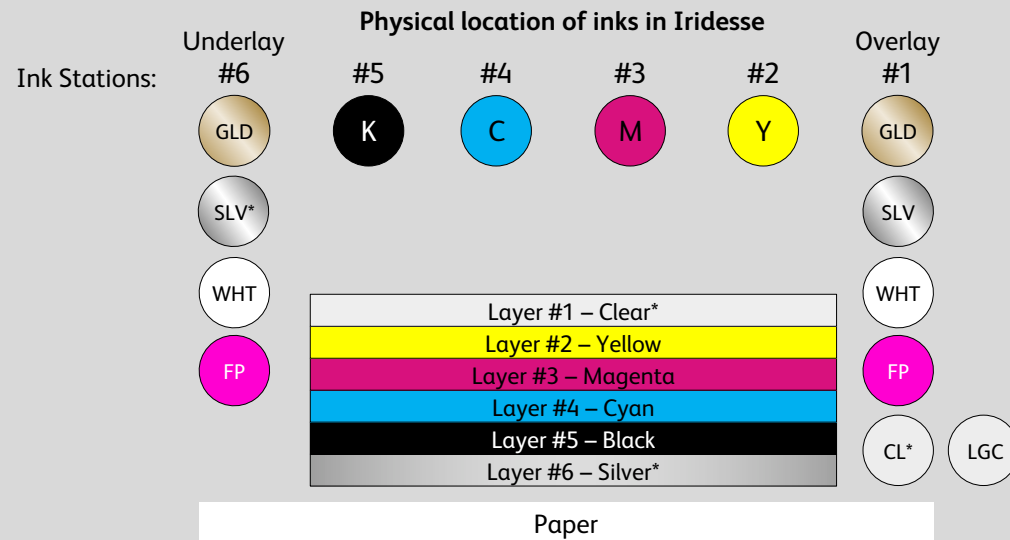 Physical location of inks in Iridesse
Underlay
Overlay
Ink Stations:
#6 #5 #4 #3 #2 #1
GLD K C M Y GLD
SLV* SLV
WHT WHT
Layer #1 – Clear*
Layer #2 – Yellow
FP FP
Layer #3 – Magenta
Layer #4 – Cyan
Layer #5 – Black
CL* LGC
Layer #6 – Silver*
Paper